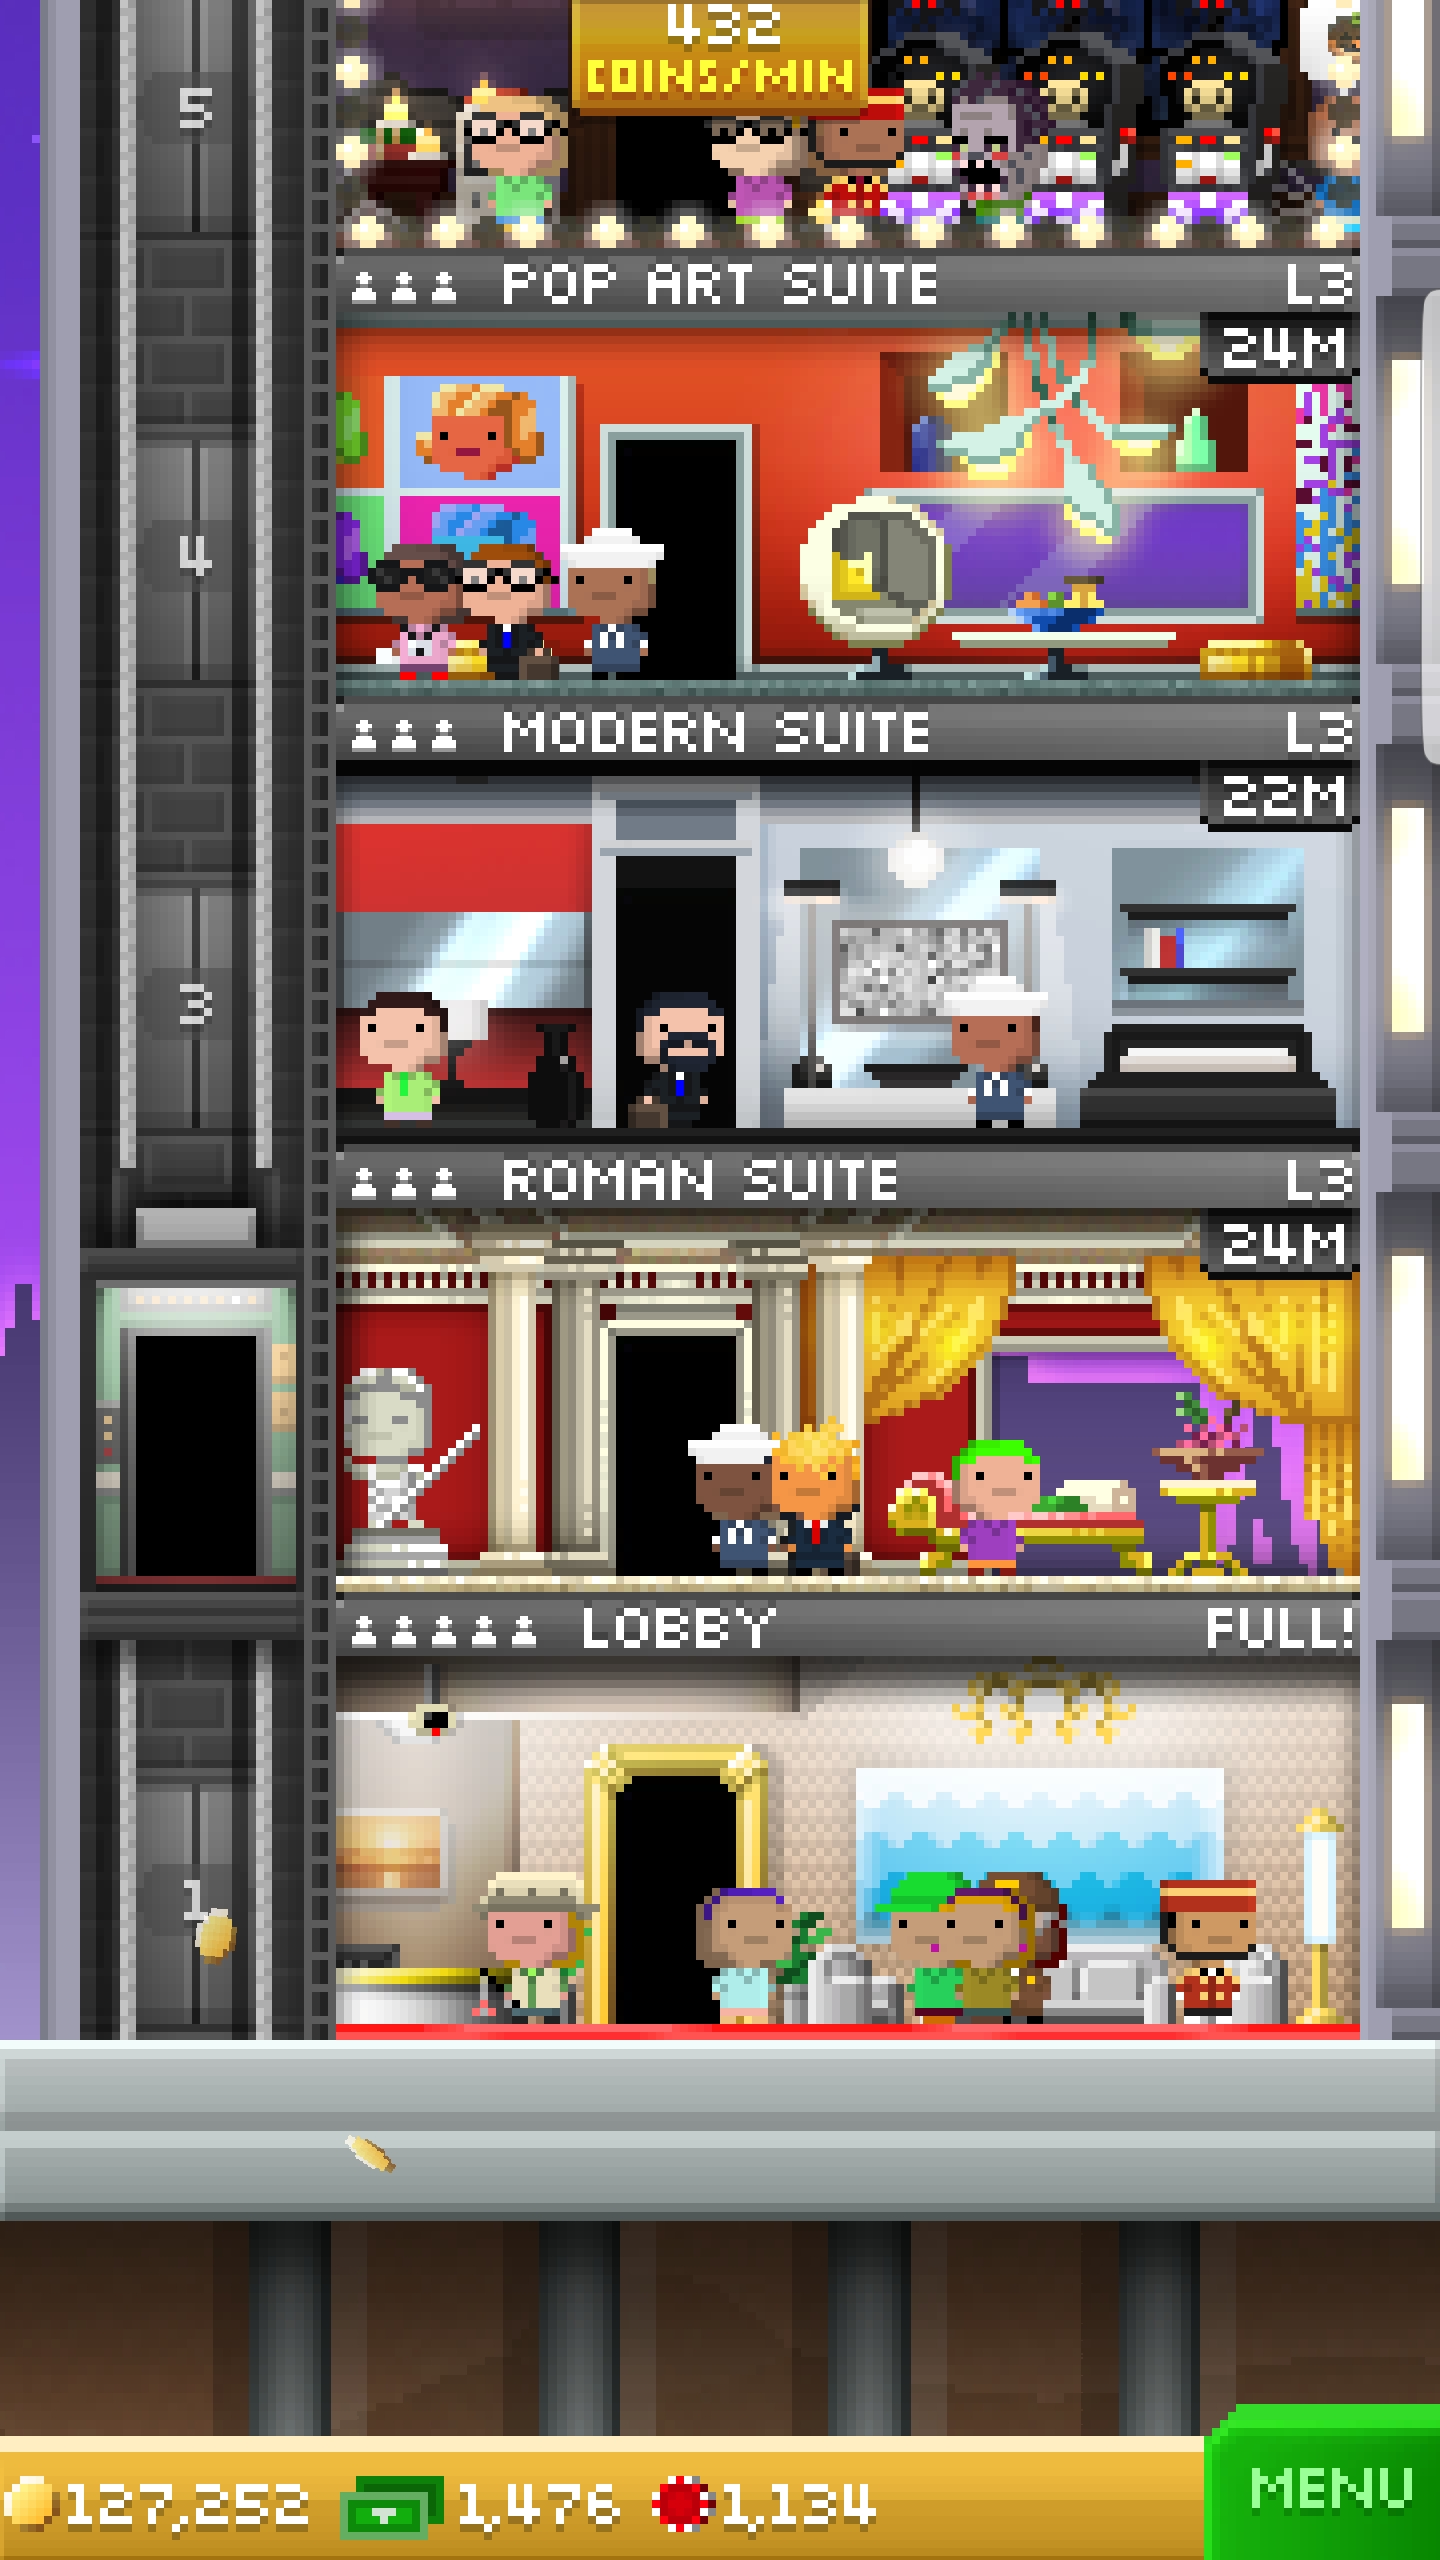 432
COINS/MIN
5
POP ART SUITE L3
24M
4
MODERN SUITE L3
22M
3
ROMAN SUITE L3
24M
LOBBY FULL!
1
127,252 1,476 1,134 MENU